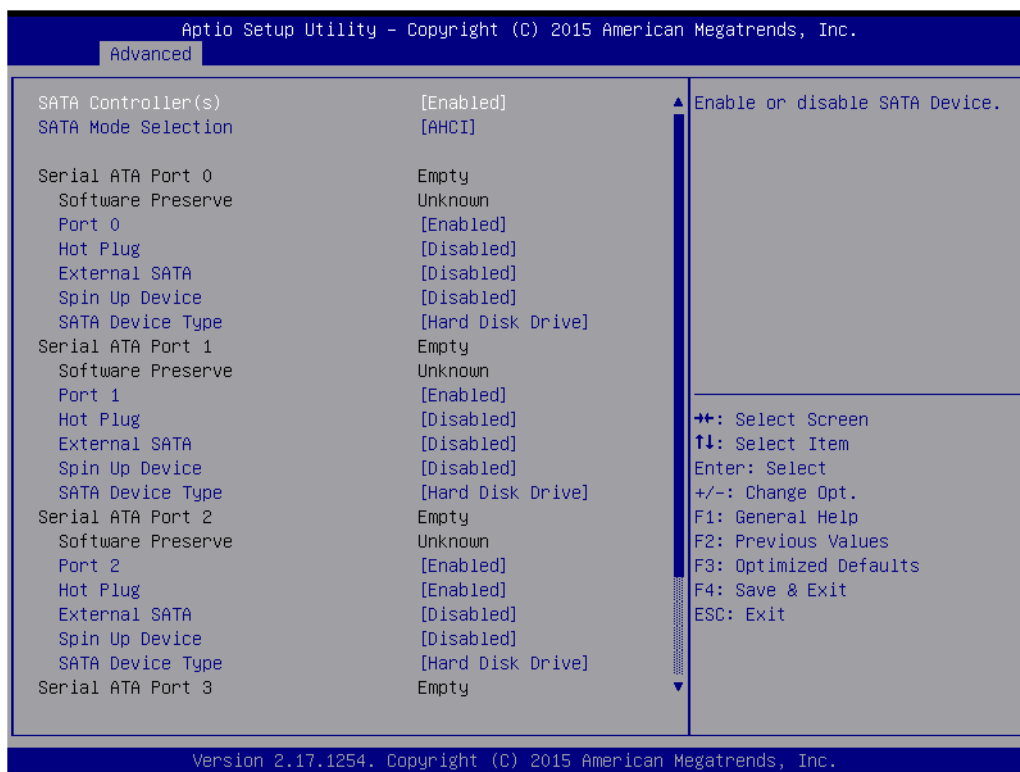 Aptio Setup Utility – Copyright (C) 2015 American Megatrends, Inc.
Advanced
SATA Controller(s) [Enabled]
SATA Mode Selection [AHCI]
Serial ATA Port 0 Empty
Software Preserve Unknown
Port 0 [Enabled]
Hot Plug [Disabled]
External SATA [Disabled]
Spin Up Device [Disabled]
SATA Device Type [Hard Disk Drive]
Serial ATA Port 1 Empty
Software Preserve Unknown
Port 1 [Enabled]
Hot Plug [Disabled]
External SATA [Disabled]
Spin Up Device [Disabled]
SATA Device Type [Hard Disk Drive]
Serial ATA Port 2 Empty
Software Preserve Unknown
Port 2 [Enabled]
Hot Plug [Enabled]
External SATA [Disabled]
Spin Up Device [Disabled]
SATA Device Type [Hard Disk Drive]
Serial ATA Port 3 Empty
Enable or disable SATA Device.
→←: Select Screen
↑↓: Select Item
Enter: Select
+/-: Change Opt.
F1: General Help
F2: Previous Values
F3: Optimized Defaults
F4: Save & Exit
ESC: Exit
Version 2.17.1254. Copyright (C) 2015 American Megatrends, Inc.